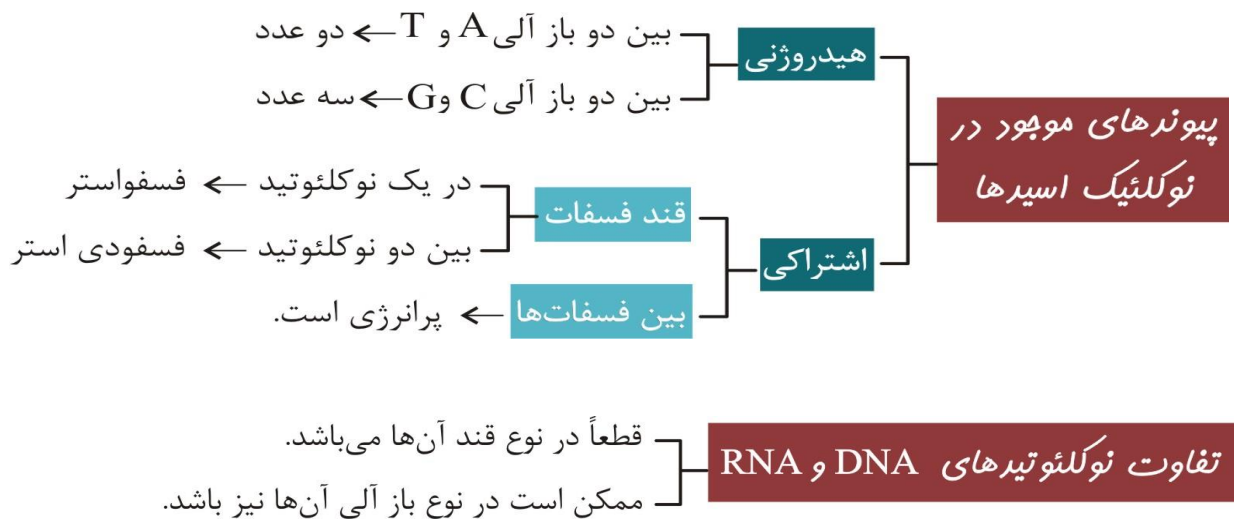 پیوندهای موجود در
نوکلئیک اسیدها
هیدروژنی
بین دو باز آلی A و T ← دو عدد
بین دو باز آلی C و G ← سه عدد
اشتراکی
قند فسفات
در یک نوکلئوتید ← فسفواستر
بین دو نوکلئوتید ← فسفودی استر
بین فسفات‌ها ← پرانرژی است.
تفاوت نوکلئوتیدهای DNA و RNA
قطعاً در نوع قند آن‌ها می‌باشد.
ممکن است در نوع باز آلی آن‌ها نیز باشد.